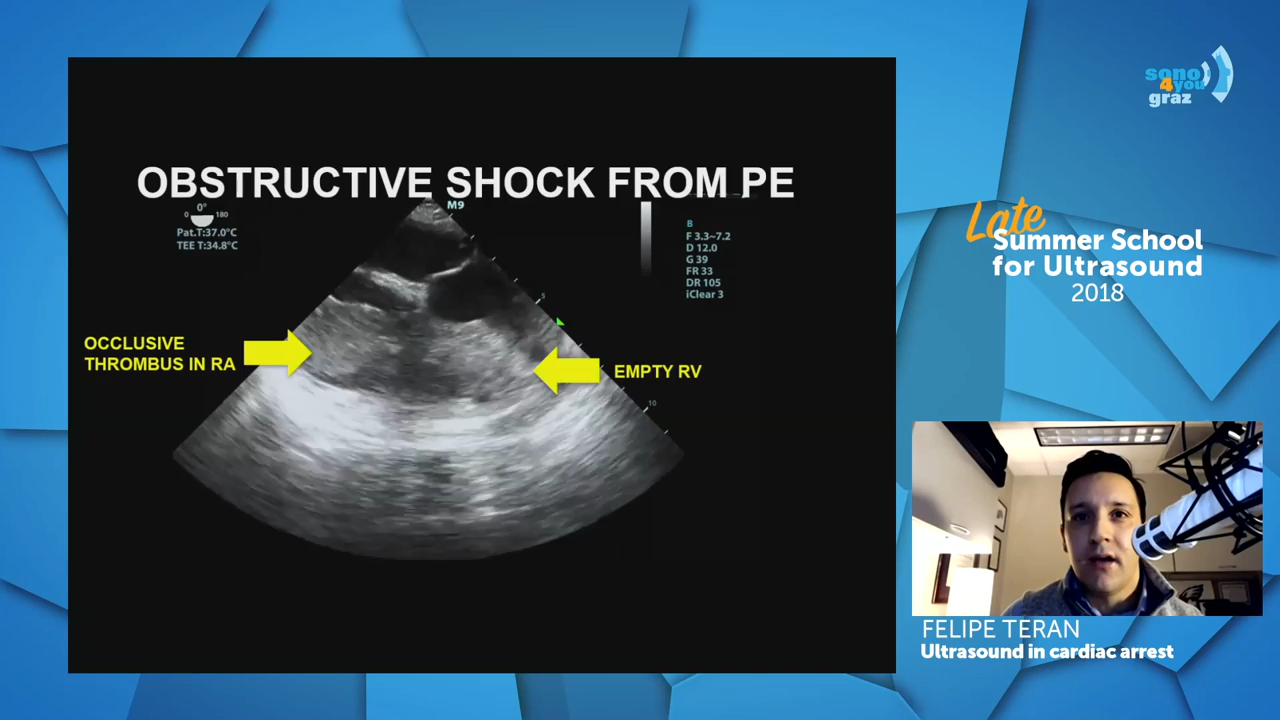 OBSTRUCTIVE SHOCK FROM PE
0°
0 180
Pat.T:37.0°C
TEE T:34.8°C
M9
B
F 3.3~7.2
D 12.0
G 39
FR 33
DR 105
iClear 3
5
10
OCCLUSIVE
THROMBUS IN RA
EMPTY RV
sono
4you
graz
Late
Summer School
for Ultrasound
2018
FELIPE TERAN
Ultrasound in cardiac arrest